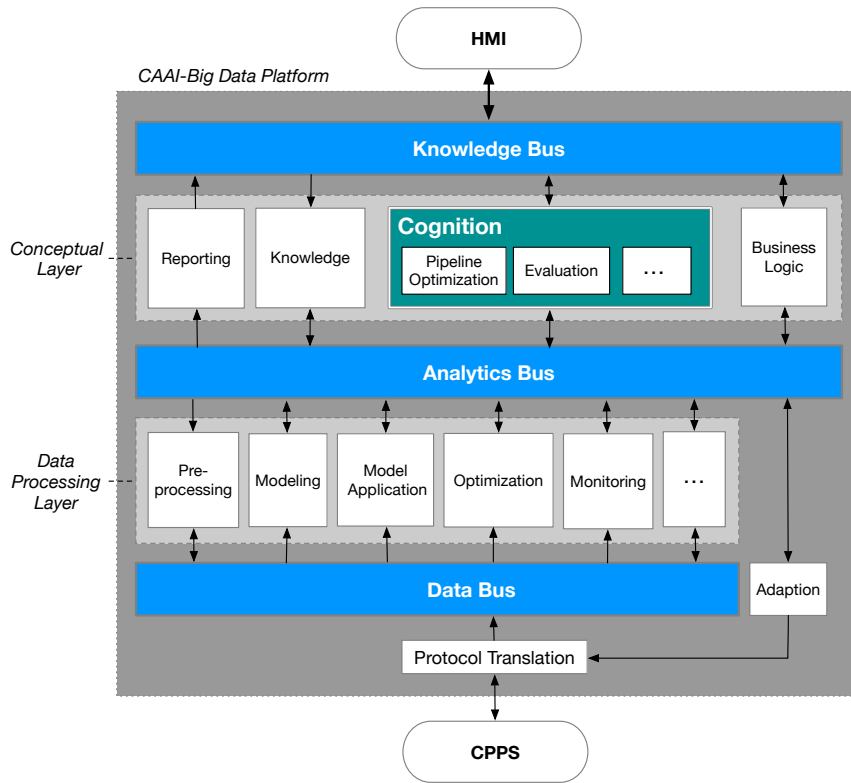 HMI
CAAI-Big Data Platform
Knowledge Bus
Conceptual
Layer
Reporting
Knowledge
Cognition
Pipeline
Optimization
Evaluation
...
Business
Logic
Analytics Bus
Data
Processing
Layer
Pre-
processing
Modeling
Model
Application
Optimization
Monitoring
...
Data Bus
Adaption
Protocol Translation
CPPS